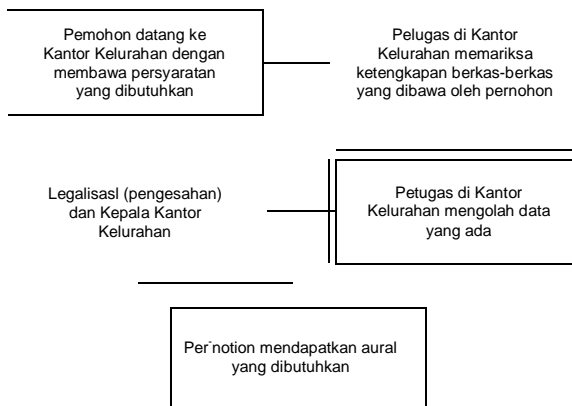 Pemohon datang ke
Kantor Kelurahan dengan
membawa persyaratan
yang dibutuhkan
Pelugas di Kantor
Kelurahan memariksa
ketengkapan berkas-berkas
yang dibawa oleh pernohon
Legalisasl (pengesahan)
dan Kepala Kantor
Kelurahan
Petugas di Kantor
Kelurahan mengolah data
yang ada
Per-notion mendapatkan aural
yang dibutuhkan